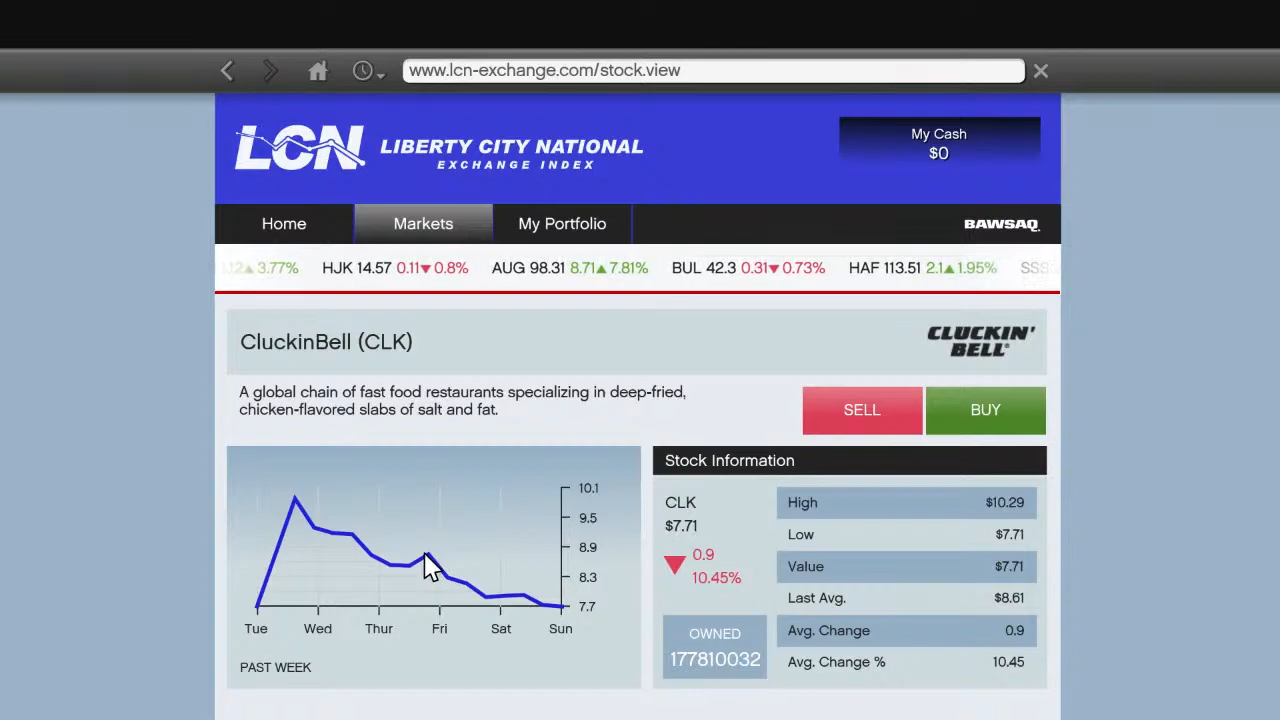 www.lcn-exchange.com/stock.view
LCN LIBERTY CITY NATIONAL
EXCHANGE INDEX
My Cash
$0
Home Markets My Portfolio BAWSAQ
3.77% HJK 14.57 0.11▼0.8% AUG 98.31 8.71▲7.81% BUL 42.3 0.31▼0.73% HAF 113.51 2.1▲1.95%
CluckinBell (CLK)
CLUCKIN'
BELL
A global chain of fast food restaurants specializing in deep-fried,
chicken-flavored slabs of salt and fat.
SELL BUY
10.1
9.5
8.9
8.3
7.7
Tue Wed Thur Fri Sat Sun
PAST WEEK
Stock Information
CLK
$7.71
▼ 0.9
10.45%
OWNED
177810032
High $10.29
Low $7.71
Value $7.71
Last Avg. $8.61
Avg. Change 0.9
Avg. Change % 10.45